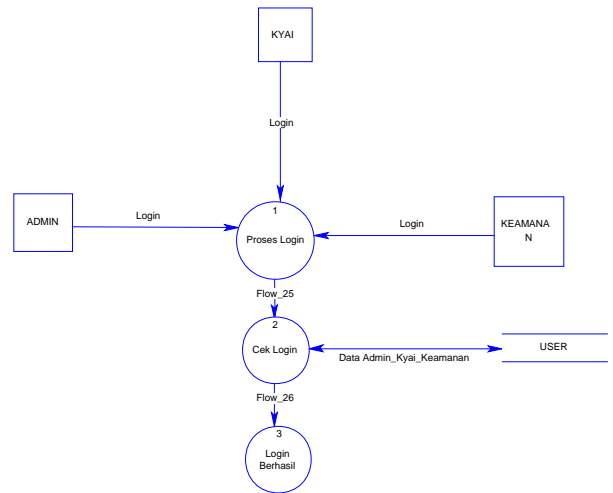 KYAI
Login
ADMIN
Login
1
Proses Login
Login
KEAMANA
N
Flow_25
2
Cek Login
Data Admin_Kyai_Keamanan
USER
Flow_26
3
Login
Berhasil